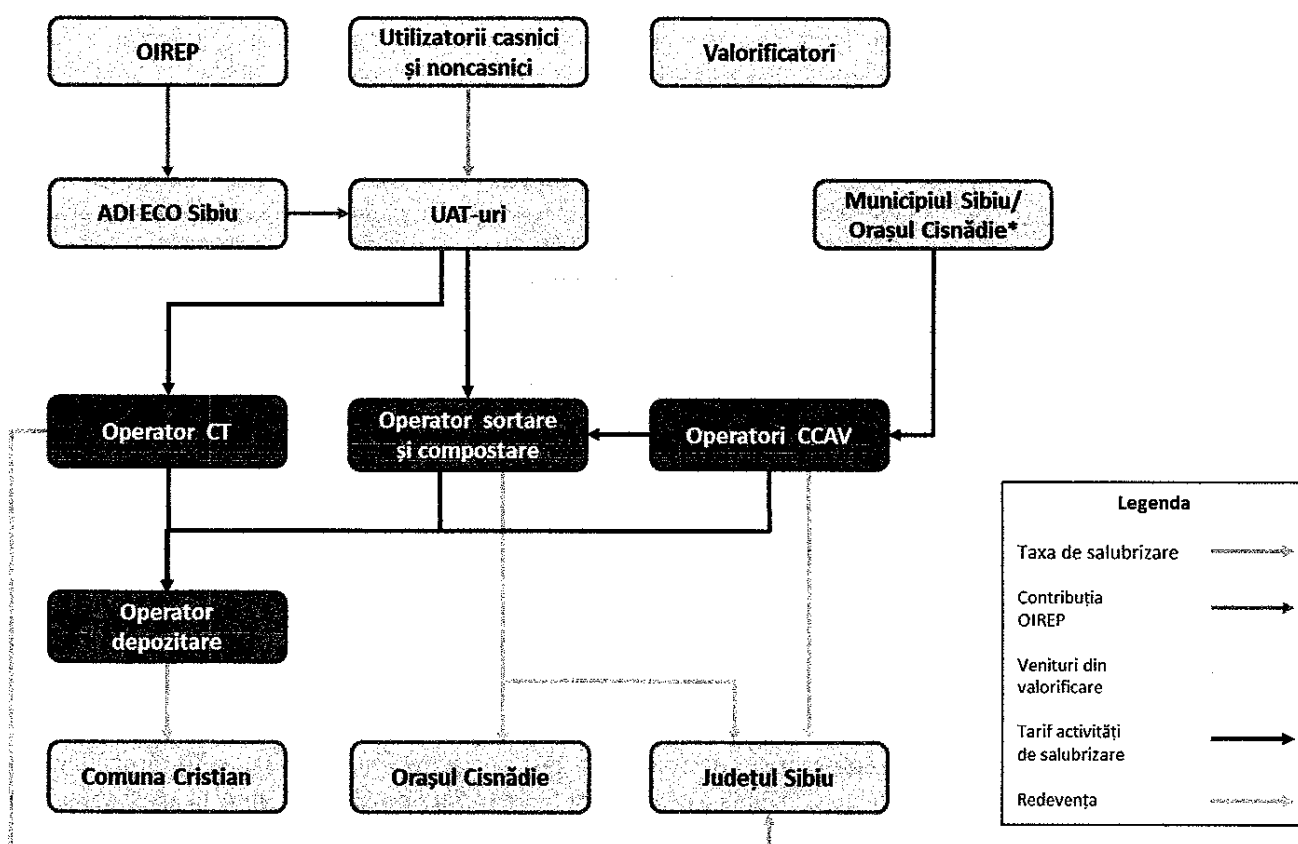 OIREP
Utilizatorii casnici
și noncasnici
Valorificatori
ADI ECO Sibiu
UAT-uri
Municipiul Sibiu/
Orașul Cisnădie*
Operator CT
Operator sortare
și compostare
Operatori CCAV
Operator
depozitare
Comuna Cristian
Orașul Cisnădie
Județul Sibiu
Legenda
Taxa de salubrizare
Contribuția
OIREP
Venituri din
valorificare
Tarif activități
de salubrizare
Redevența